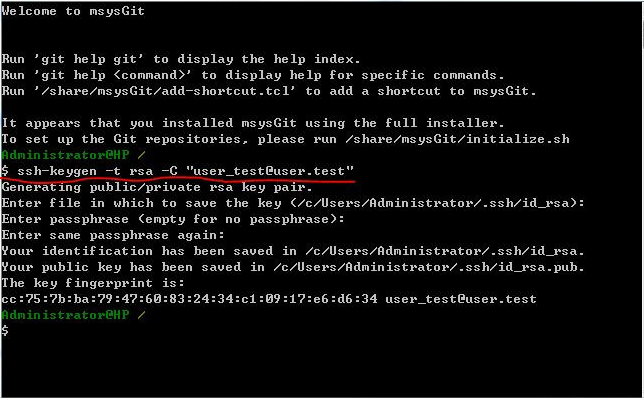 Welcome to msysGit
Run 'git help git' to display the help index.
Run 'git help <command>' to display help for specific commands.
Run '/share/msysGit/add-shortcut.tcl' to add a shortcut to msysGit.
It appears that you installed msysGit using the full installer.
To set up the Git repositories, please run /share/msysGit/initialize.sh
Administrator@HP /
$ ssh-keygen -t rsa -C "user_test@user.test"
Generating public/private rsa key pair.
Enter file in which to save the key (/c/Users/Administrator/.ssh/id_rsa):
Enter passphrase (empty for no passphrase):
Enter same passphrase again:
Your identification has been saved in /c/Users/Administrator/.ssh/id_rsa.
Your public key has been saved in /c/Users/Administrator/.ssh/id_rsa.pub.
The key fingerprint is:
cc:75:7b:ba:79:47:60:83:24:34:c1:09:17:e6:d6:34 user_test@user.test
Administrator@HP /
$